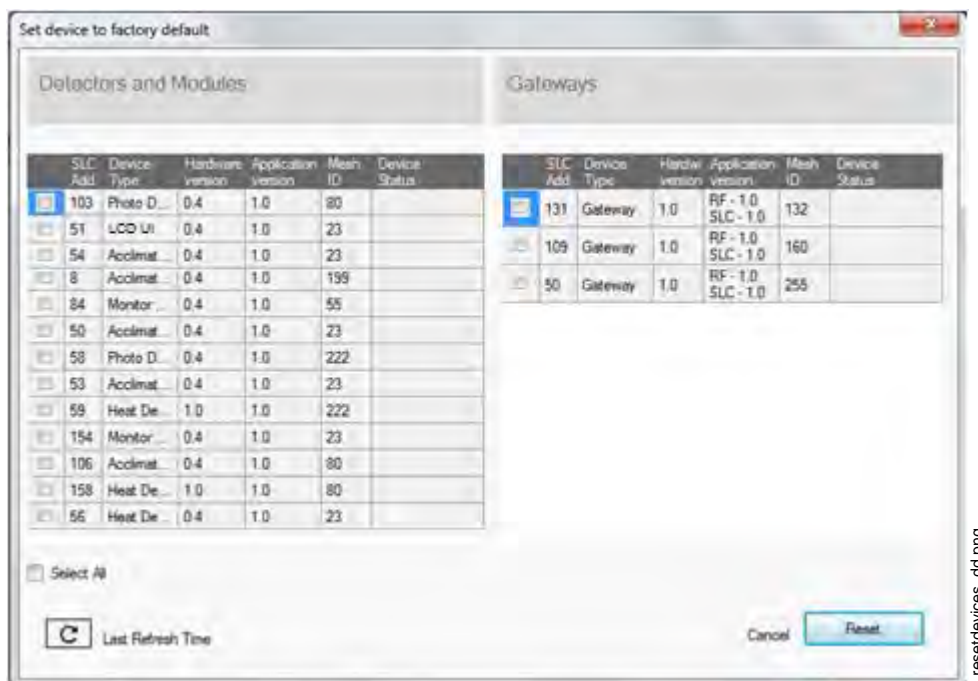 Set device to factory default
Detectors and Modules
SLC Add Device Type Hardware version Application version Mesh ID Device Status
103 Photo D... 0.4 1.0 80
51 LCD UI 0.4 1.0 23
54 Acclimat... 0.4 1.0 23
8 Acclimat... 0.4 1.0 199
84 Monitor ... 0.4 1.0 55
50 Acclimat... 0.4 1.0 23
58 Photo D... 0.4 1.0 222
53 Acclimat... 0.4 1.0 23
59 Heat De... 1.0 1.0 222
154 Monitor ... 0.4 1.0 23
106 Acclimat... 0.4 1.0 80
158 Heat De... 1.0 1.0 80
56 Heat De... 0.4 1.0 23
Gateways
SLC Add Device Type Hardwar version Application version Mesh ID Device Status
131 Gateway 1.0 RF - 1.0 SLC - 1.0 132
109 Gateway 1.0 RF - 1.0 SLC - 1.0 160
50 Gateway 1.0 RF - 1.0 SLC - 1.0 255
Select All
Last Refresh Time
Cancel
Reset
resetdevices_dd.png